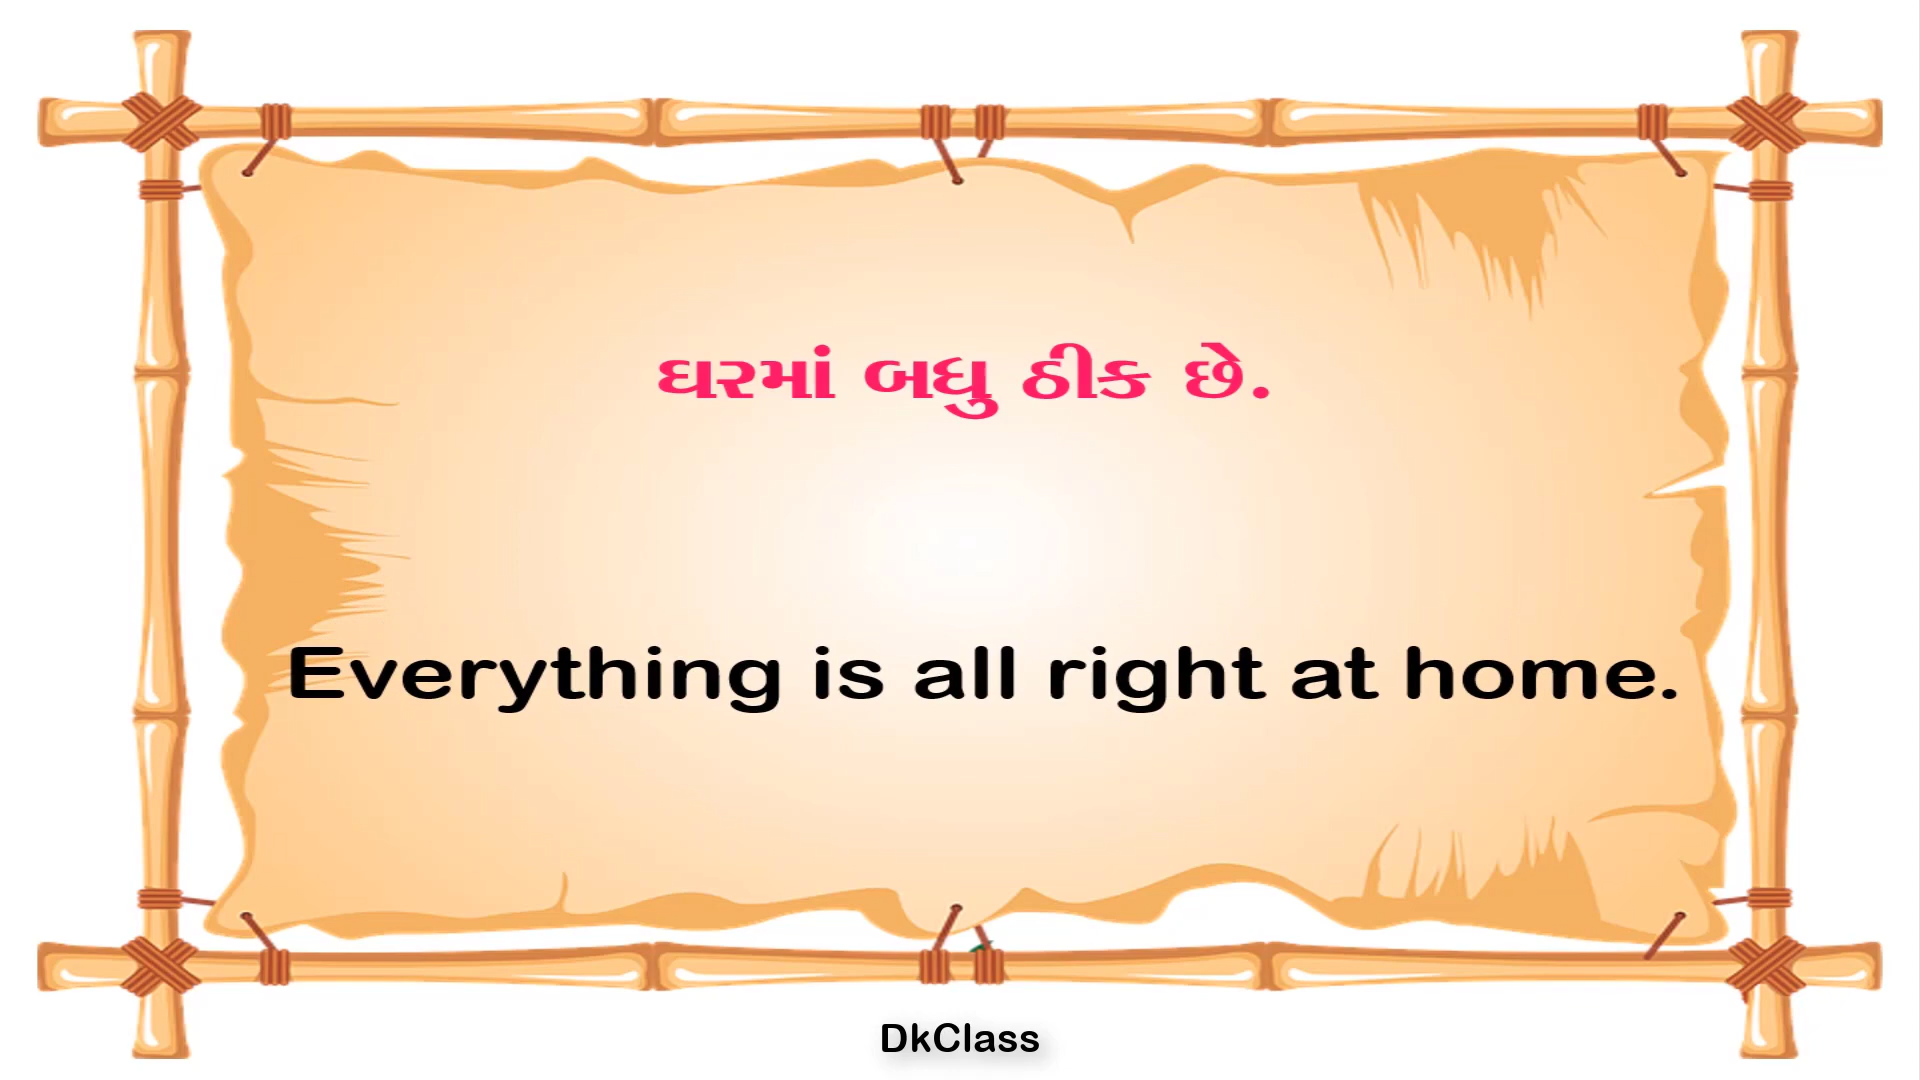 ઘરમાં બધુ ઠીક છે.
Everything is all right at home.
DkClass